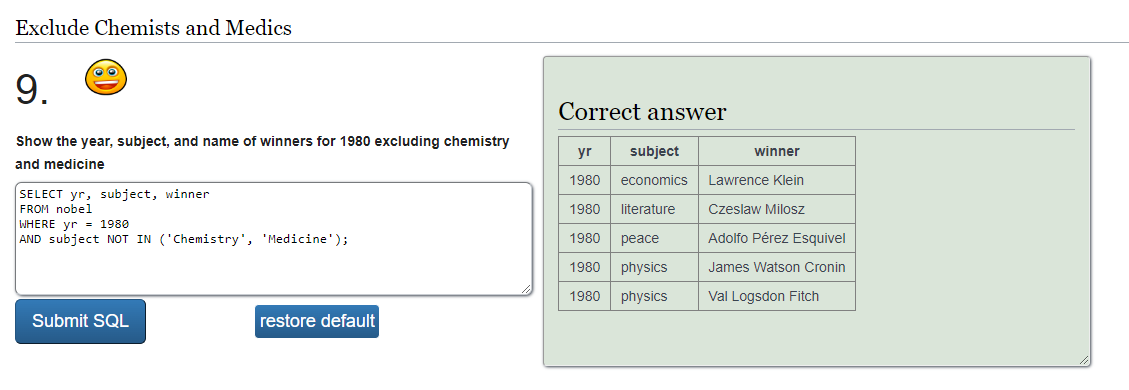 Exclude Chemists and Medics
9.
Show the year, subject, and name of winners for 1980 excluding chemistry
and medicine
SELECT yr, subject, winner
FROM nobel
WHERE yr = 1980
AND subject NOT IN ('Chemistry', 'Medicine');
Submit SQL
restore default
Correct answer
yr subject winner
1980 economics Lawrence Klein
1980 literature Czeslaw Milosz
1980 peace Adolfo Pérez Esquivel
1980 physics James Watson Cronin
1980 physics Val Logsdon Fitch